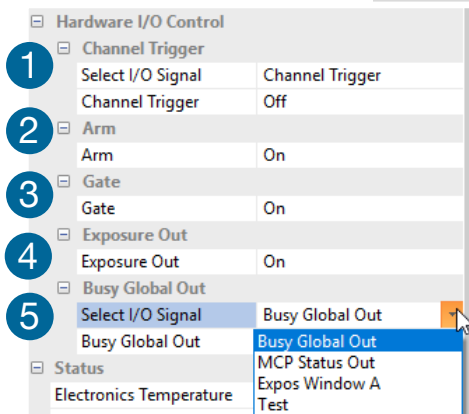 Hardware I/O Control
1
Channel Trigger
Select I/O Signal Channel Trigger
Channel Trigger Off
2
Arm
Arm On
3
Gate
Gate On
4
Exposure Out
Exposure Out On
5
Busy Global Out
Select I/O Signal Busy Global Out
Busy Global Out Busy Global Out
Status MCP Status Out
Expos Window A
Electronics Temperature Test